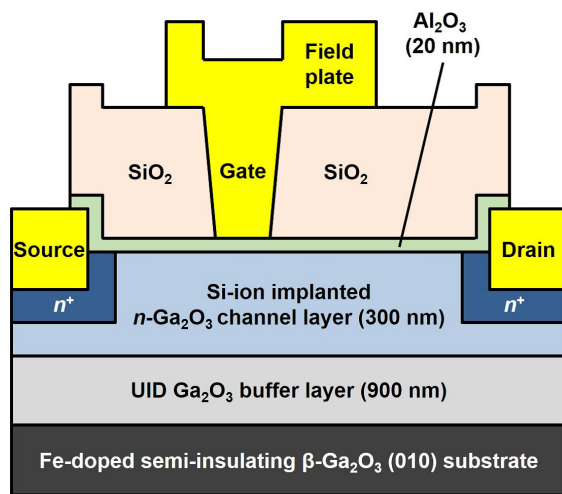 Al₂O₃
(20 nm)
Field
plate
SiO₂
Gate
SiO₂
Source
Drain
n⁺
n⁺
Si-ion implanted
n-Ga₂O₃ channel layer (300 nm)
UID Ga₂O₃ buffer layer (900 nm)
Fe-doped semi-insulating β-Ga₂O₃ (010) substrate